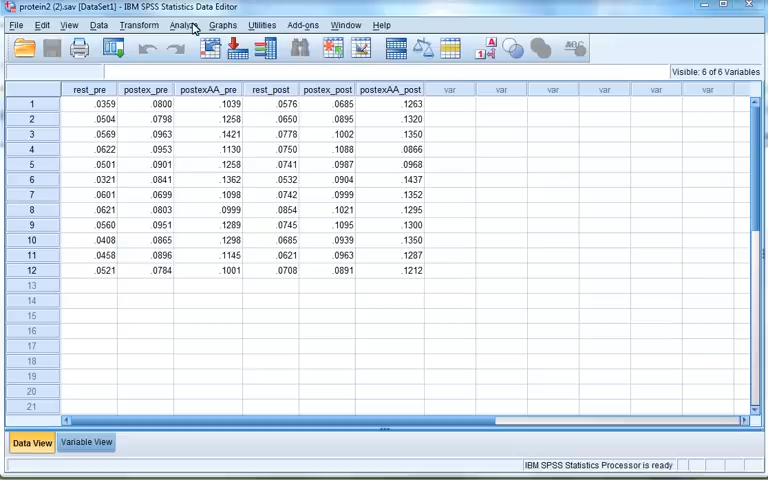 protein2 (2).sav [DataSet1] - IBM SPSS Statistics Data Editor
File Edit View Data Transform Analyze Graphs Utilities Add-ons Window Help
Visible: 6 of 6 Variables
rest_pre postex_pre postexAA_pre rest_post postex_post postexAA_post var var var var var var
1 .0359 .0800 .1039 .0576 .0685 .1263
2 .0504 .0798 .1258 .0650 .0895 .1320
3 .0569 .0963 .1421 .0778 .1002 .1350
4 .0622 .0953 .1130 .0750 .1088 .0866
5 .0501 .0901 .1258 .0741 .0987 .0968
6 .0321 .0841 .1362 .0532 .0904 .1437
7 .0601 .0699 .1098 .0742 .0999 .1352
8 .0621 .0803 .0999 .0854 .1021 .1295
9 .0560 .0951 .1289 .0745 .1095 .1300
10 .0408 .0865 .1298 .0685 .0939 .1350
11 .0458 .0896 .1145 .0621 .0963 .1287
12 .0521 .0784 .1001 .0708 .0891 .1212
13
14
15
16
17
18
19
20
21
Data View Variable View
IBM SPSS Statistics Processor is ready